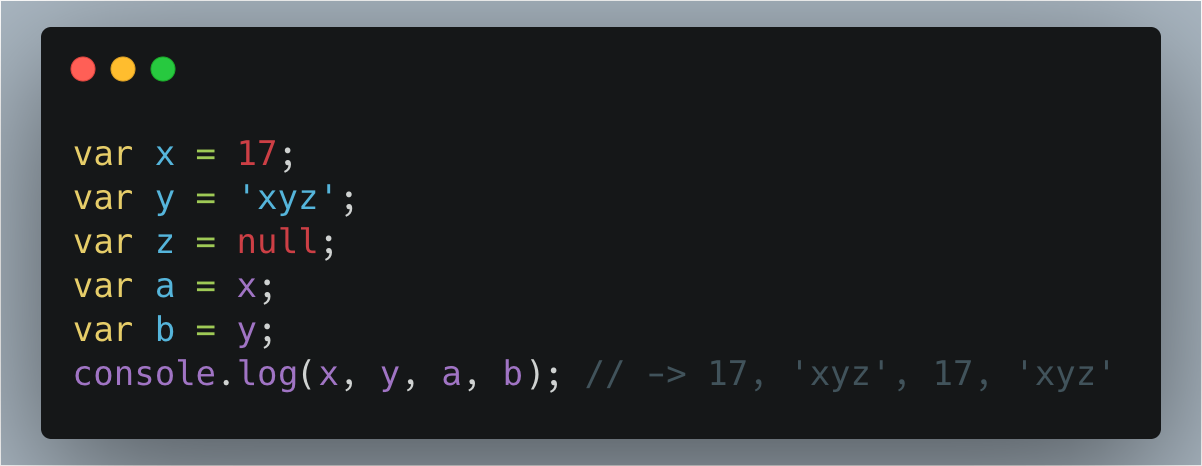 var x = 17;
var y = 'xyz';
var z = null;
var a = x;
var b = y;
console.log(x, y, a, b); // -> 17, 'xyz', 17, 'xyz'